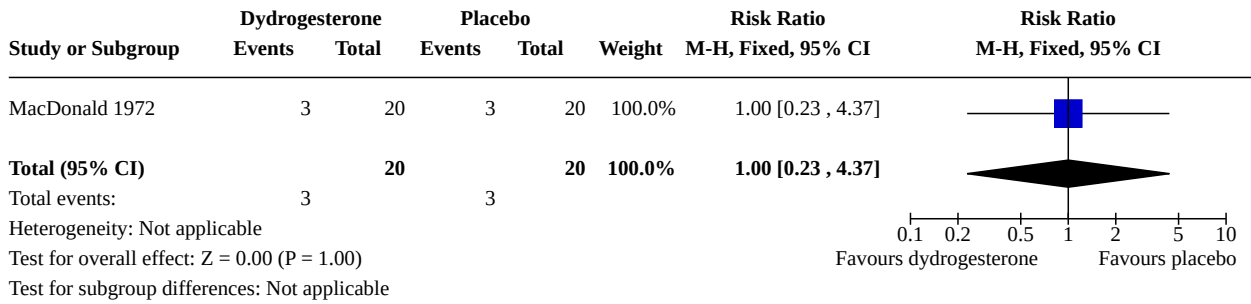 Dydrogesterone Placebo Risk Ratio Risk Ratio
Study or Subgroup Events Total Events Total Weight M-H, Fixed, 95% CI M-H, Fixed, 95% CI
MacDonald 1972 3 20 3 20 100.0% 1.00 [0.23 , 4.37]
Total (95% CI) 20 20 100.0% 1.00 [0.23 , 4.37]
Total events: 3 3
Heterogeneity: Not applicable
0.1 0.2 0.5 1 2 5 10
Test for overall effect: Z = 0.00 (P = 1.00) Favours dydrogesterone Favours placebo
Test for subgroup differences: Not applicable